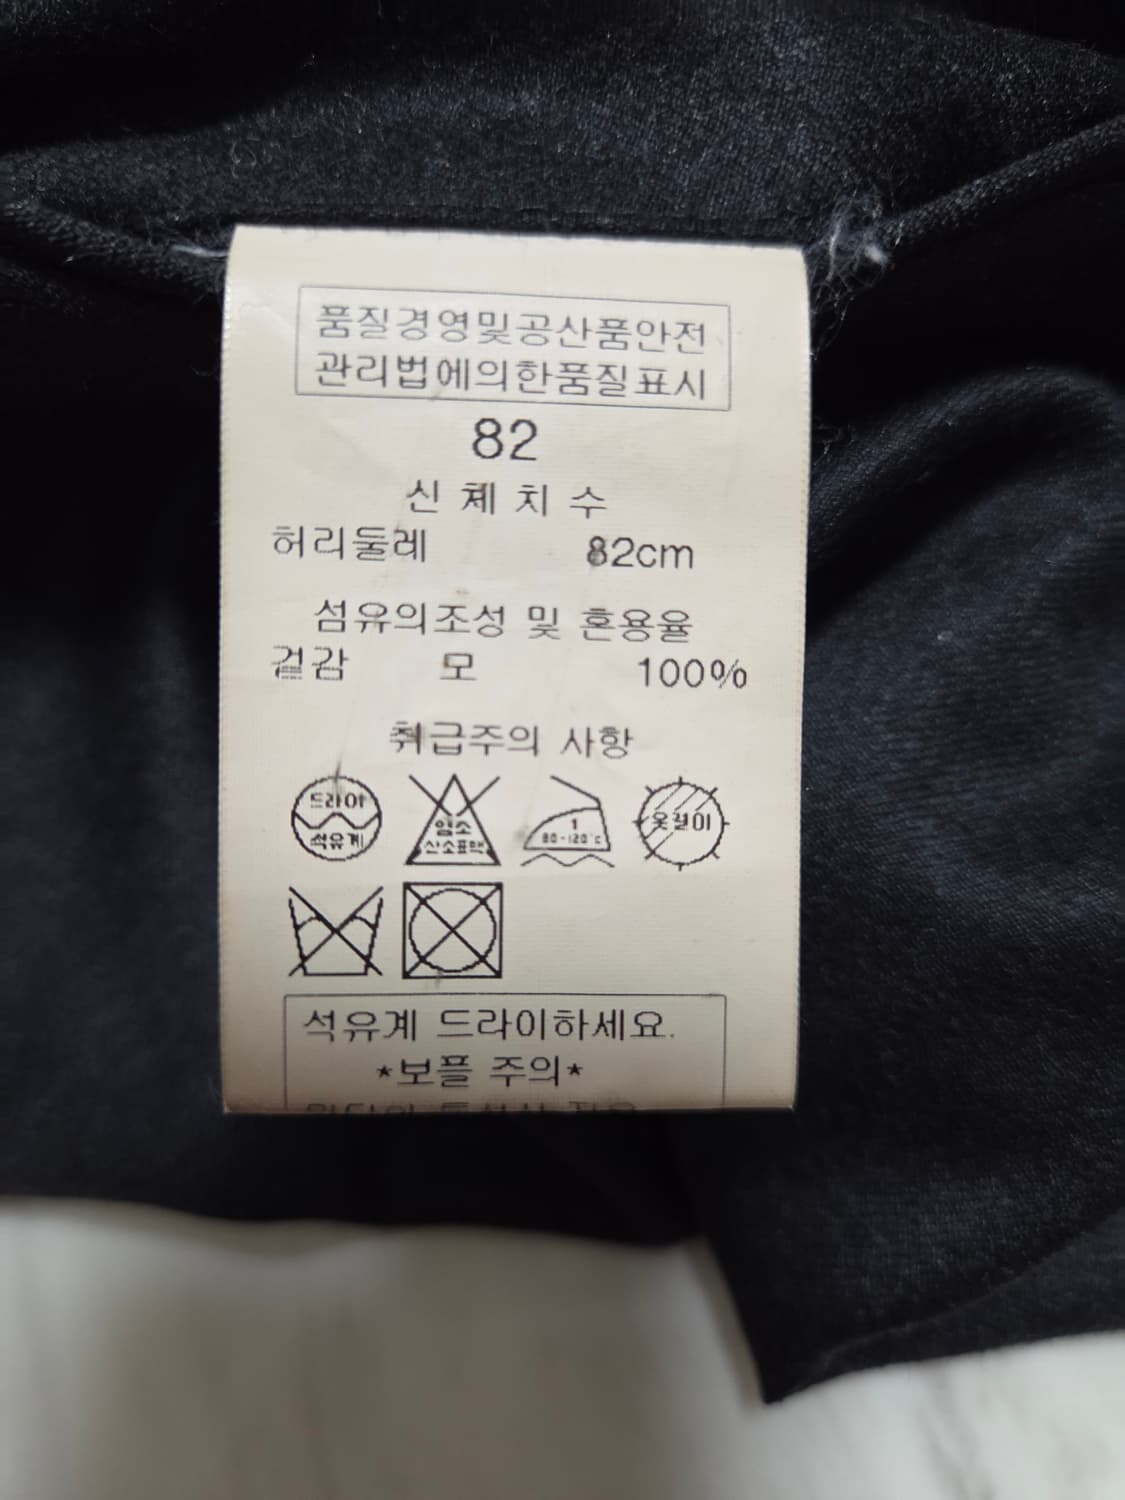 품질경영및공산품안전
관리법에의한품질표시
82
신체치수
허리둘레 82cm
섬유의조성 및 혼용율
겉감 모 100%
취급주의 사항
드라이
석유계
염소
산소표백
1
80-120℃
옷걸이
석유계 드라이하세요.
*보플 주의*